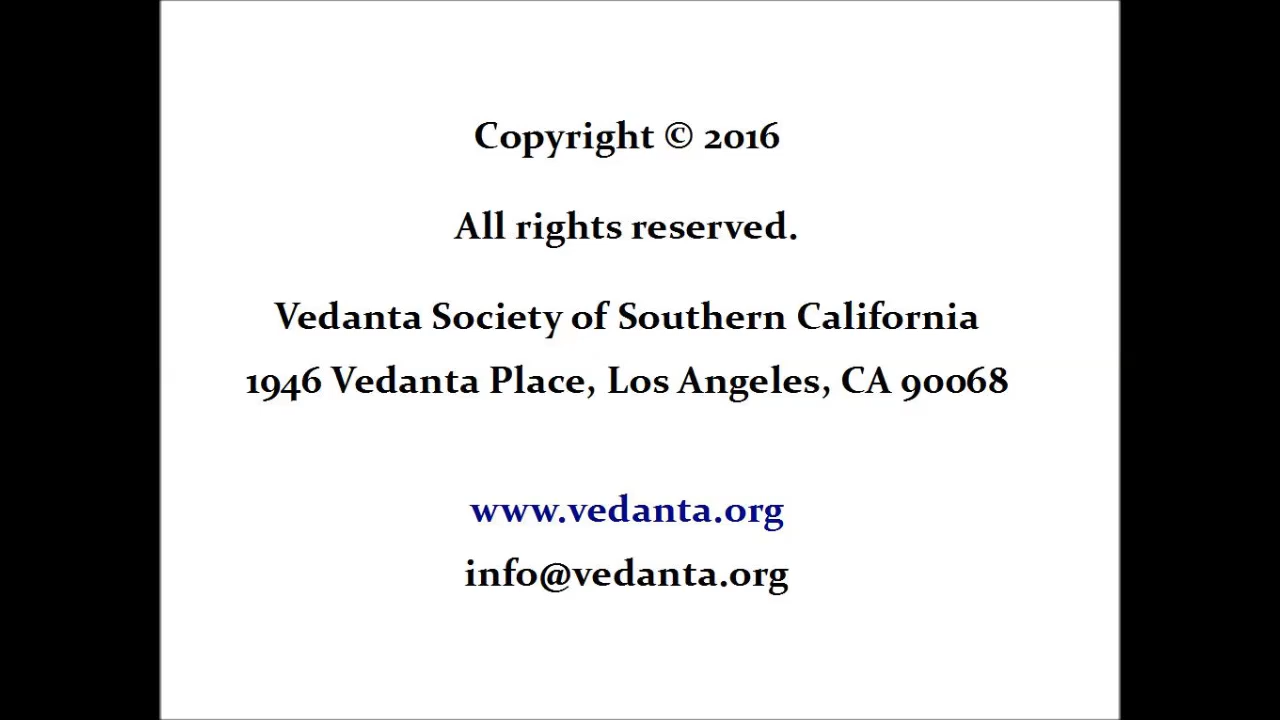 Copyright © 2016
All rights reserved.
Vedanta Society of Southern California
1946 Vedanta Place, Los Angeles, CA 90068
www.vedanta.org
info@vedanta.org